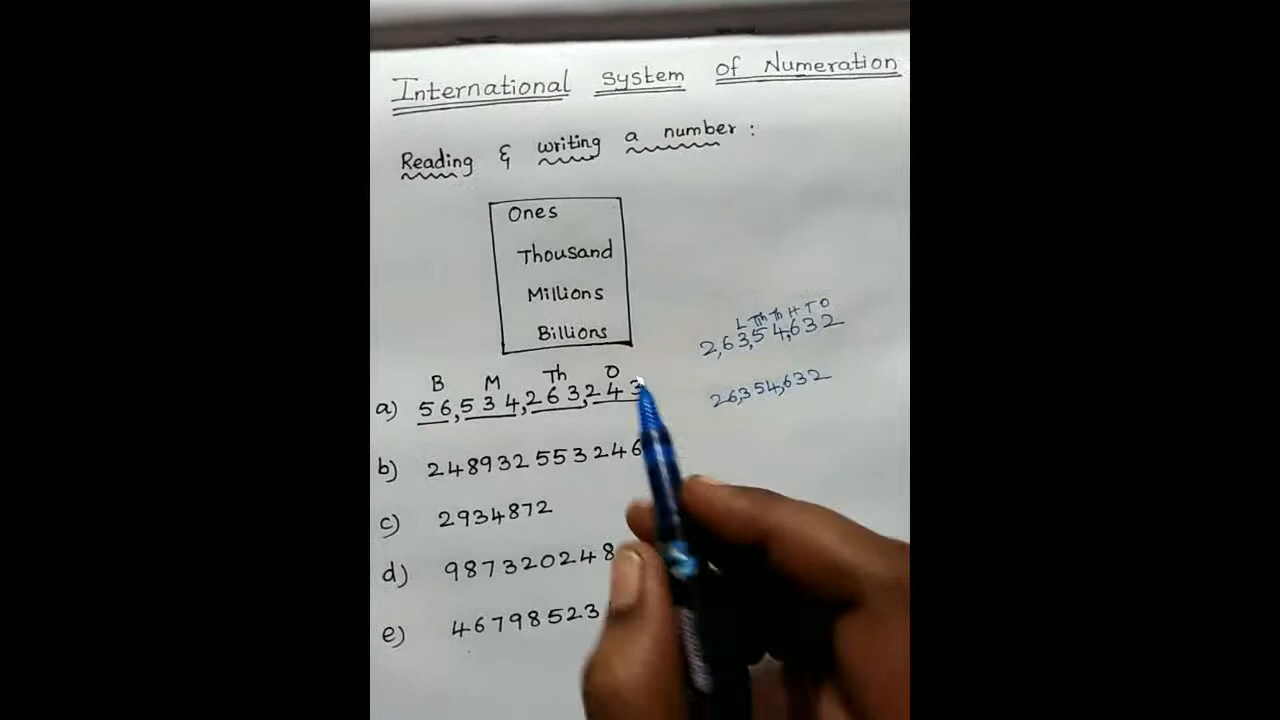 International System of Numeration
Reading & writing a number :
Ones
Thousand
Millions
Billions
L TTh Th H T O
2,63,54,632
26,354,632
B M Th O
a) 56,534,263,243
b) 248932553246
c) 2934872
d) 987320248
e) 46798523